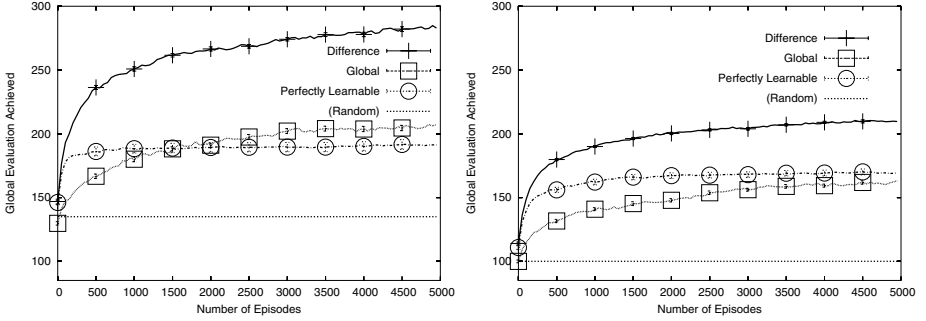 300
250
200
150
100
Global Evaluation Achieved
Difference
Global
Perfectly Learnable
(Random)
0 500 1000 1500 2000 2500 3000 3500 4000 4500 5000
Number of Episodes
300
250
200
150
100
Global Evaluation Achieved
Difference
Global
Perfectly Learnable
(Random)
0 500 1000 1500 2000 2500 3000 3500 4000 4500 5000
Number of Episodes